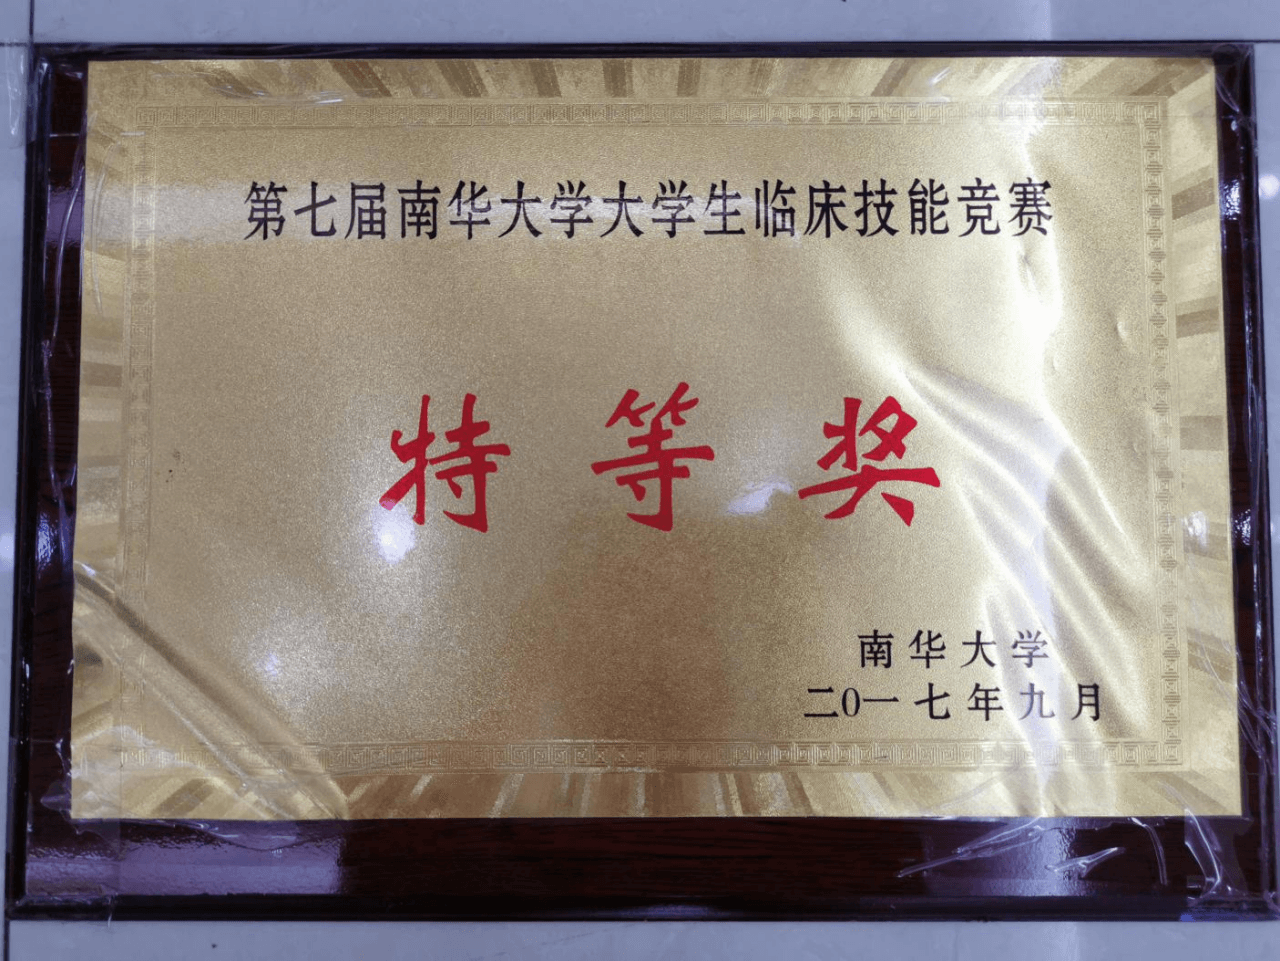 第七届南华大学大学生临床技能竞赛
特等奖
南华大学
二0一七年九月